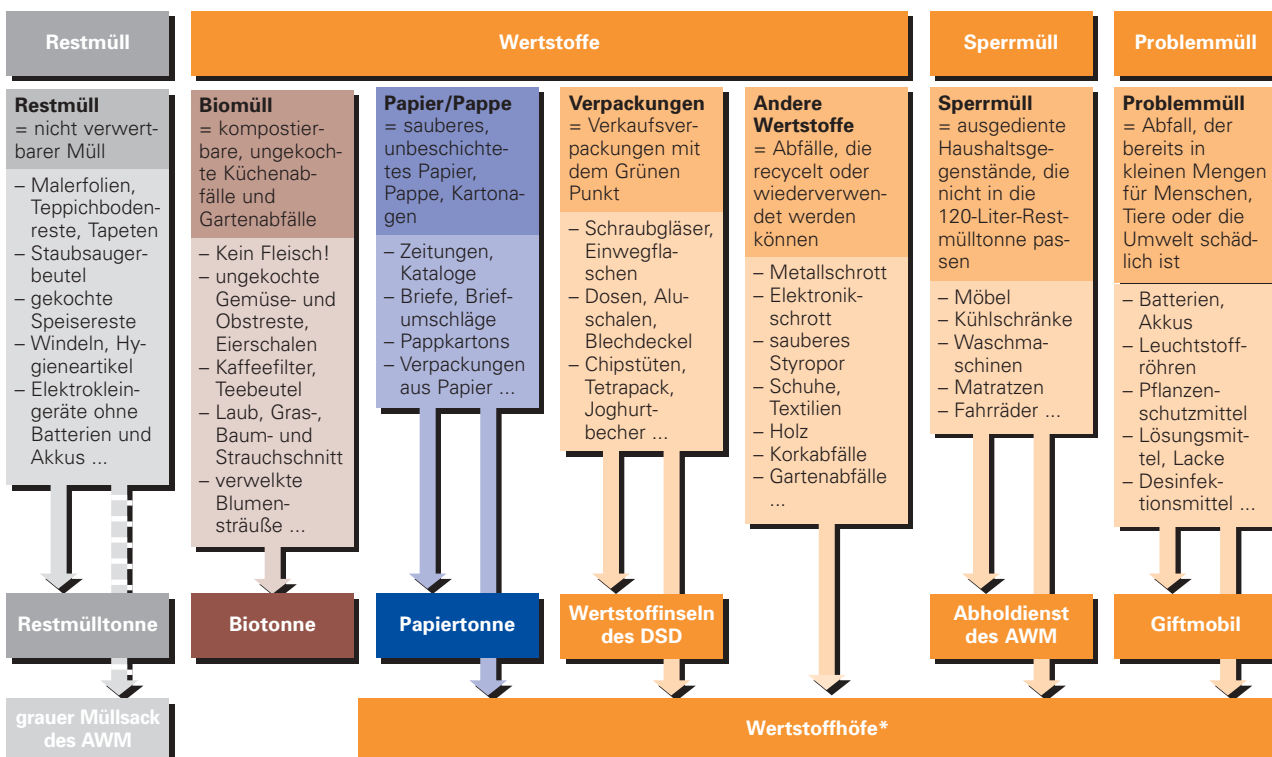 Restmüll
Wertstoffe
Sperrmüll
Problemmüll
Restmüll
= nicht verwert-
barer Müll
– Malerfolien,
Teppichboden-
reste, Tapeten
– Staubsauger-
beutel
– gekochte
Speisereste
– Windeln, Hy-
gieneartikel
– Elektroklein-
geräte ohne
Batterien und
Akkus ...
Biomüll
= kompostier-
bare, ungekoch-
te Küchenab-
fälle und
Gartenabfälle
– Kein Fleisch!
– ungekochte
Gemüse- und
Obstreste,
Eierschalen
– Kaffeefilter,
Teebeutel
– Laub, Gras-,
Baum- und
Strauchschnitt
– verwelkte
Blumen-
sträuße ...
Papier/Pappe
= sauberes,
unbeschichte-
tes Papier,
Pappe, Kartona-
gen
– Zeitungen,
Kataloge
– Briefe, Brief-
umschläge
– Pappkartons
– Verpackungen
aus Papier ...
Verpackungen
= Verkaufsver-
packungen mit
dem Grünen
Punkt
– Schraubgläser,
Einwegfla-
schen
– Dosen, Alu-
schalen,
Blechdeckel
– Chipstüten,
Tetrapack,
Joghurt-
becher ...
Andere
Wertstoffe
= Abfälle, die
recycelt oder
wiederverwen-
det werden
können
– Metallschrott
– Elektronik-
schrott
– sauberes
Styropor
– Schuhe,
Textilien
– Holz
– Korkabfälle
– Gartenabfälle
...
Sperrmüll
= ausgediente
Haushaltsge-
genstände, die
nicht in die
120-Liter-Rest-
mülltonne pas-
sen
– Möbel
– Kühlschränke
– Waschma-
schinen
– Matratzen
– Fahrräder ...
Problemmüll
= Abfall, der
bereits in
kleinen Mengen
für Menschen,
Tiere oder die
Umwelt schäd-
lich ist
– Batterien,
Akkus
– Leuchtstoff-
röhren
– Pflanzen-
schutzmittel
– Lösungsmit-
tel, Lacke
– Desinfek-
tionsmittel ...
Restmülltonne
Biotonne
Papiertonne
Wertstoffinseln
des DSD
Abholdienst
des AWM
Giftmobil
grauer Müllsack
des AWM
Wertstoffhöfe*